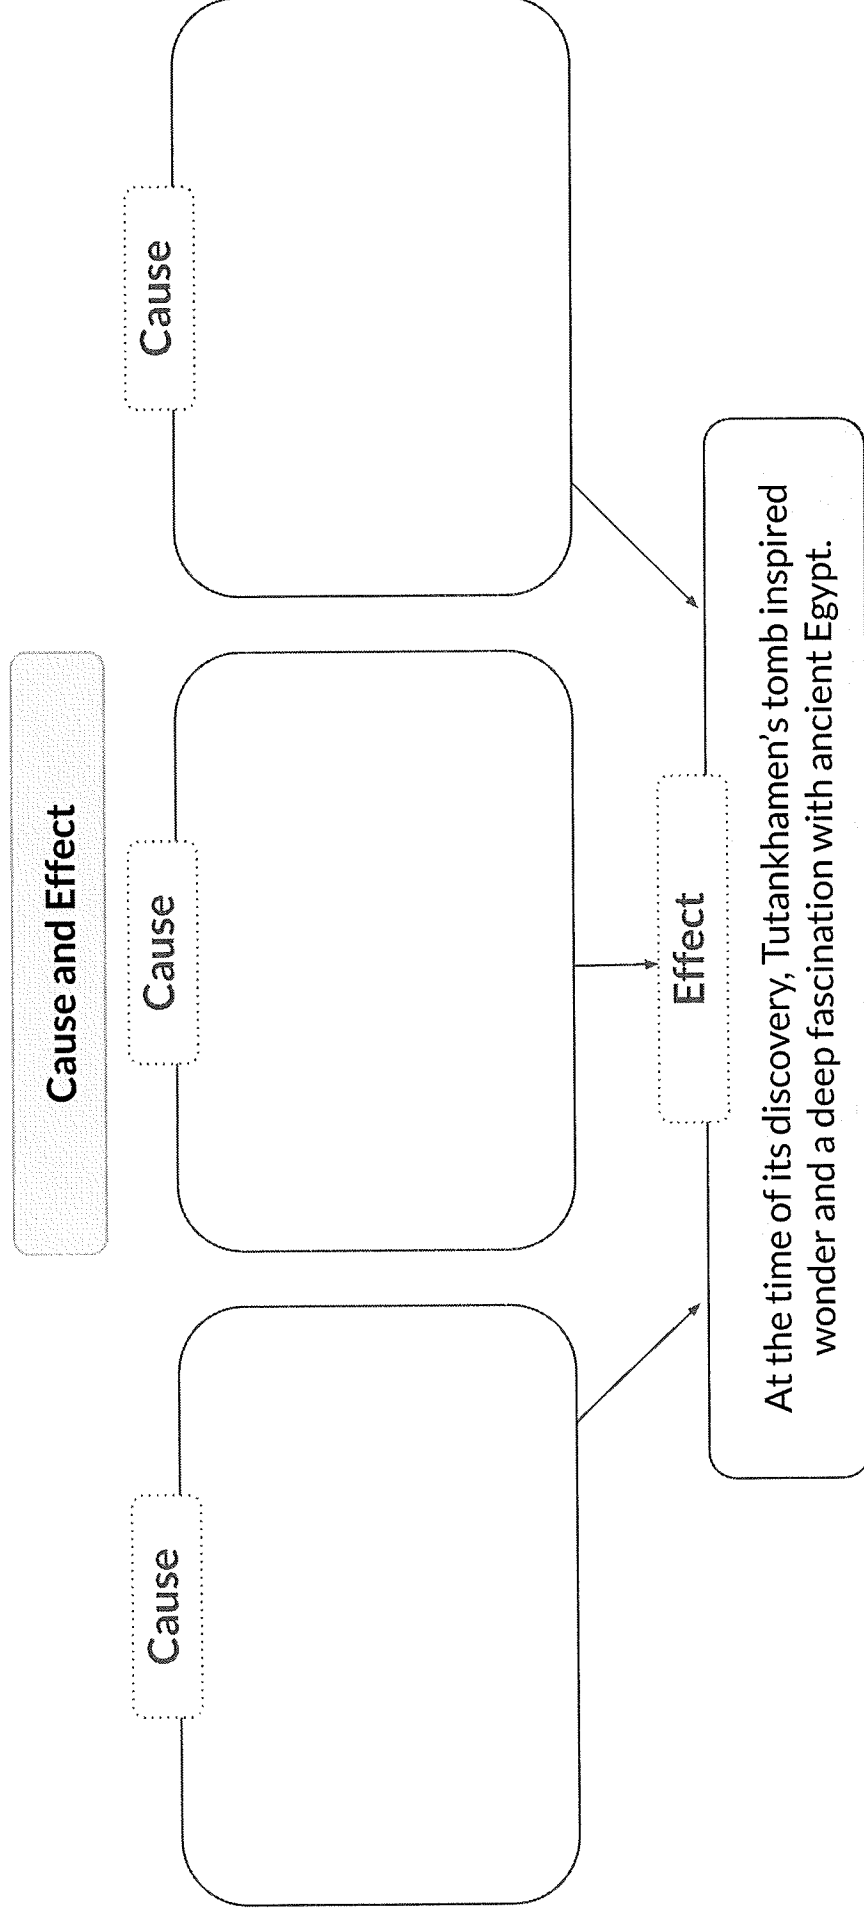 Cause and Effect
Cause
Cause
Cause
Effect
At the time of its discovery, Tutankhamen's tomb inspired
wonder and a deep fascination with ancient Egypt.